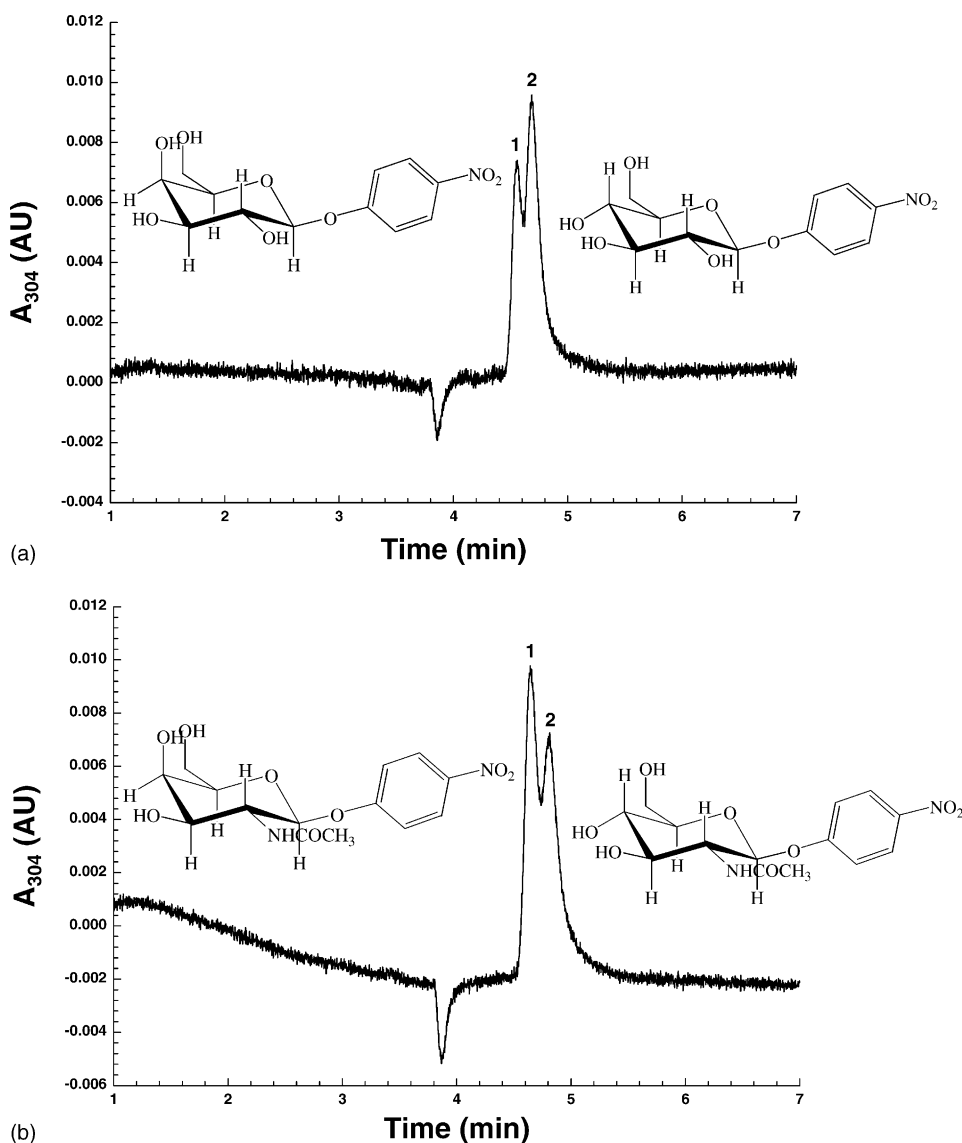 0.012
0.010
0.008
0.006
0.004
0.002
0.000
-0.002
-0.004
A304 (AU)
1 2 3 4 5 6 7
Time (min)
1
2
OH
OH
H
O
NO2
H
HO
H
OH
O
H
H
OH
H
H
O
NO2
HO
HO
H
OH
O
H
H
(a)
0.012
0.010
0.008
0.006
0.004
0.002
0.000
-0.002
-0.004
-0.006
A304 (AU)
1 2 3 4 5 6 7
Time (min)
1
2
OH
OH
H
O
NO2
H
HO
H
NHCOCH3
O
H
H
OH
H
H
O
NO2
HO
HO
H
NHCOCH3
O
H
H
(b)